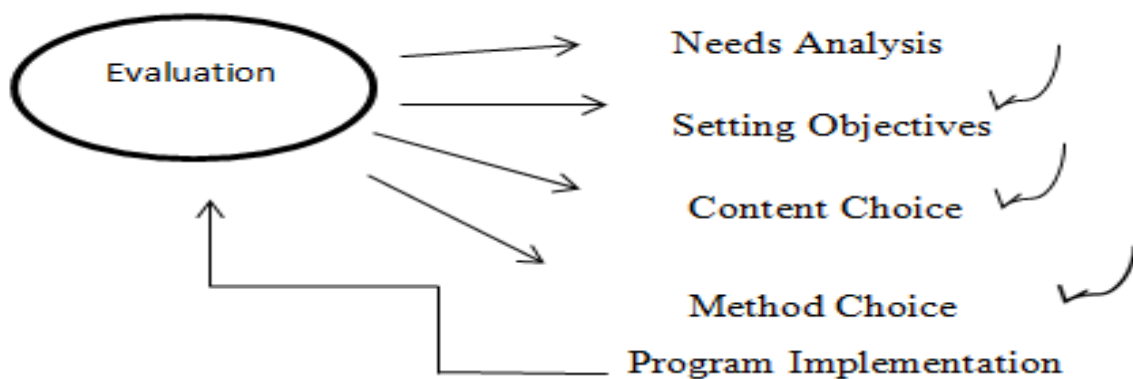 Evaluation
Needs Analysis
Setting Objectives
Content Choice
Method Choice
Program Implementation